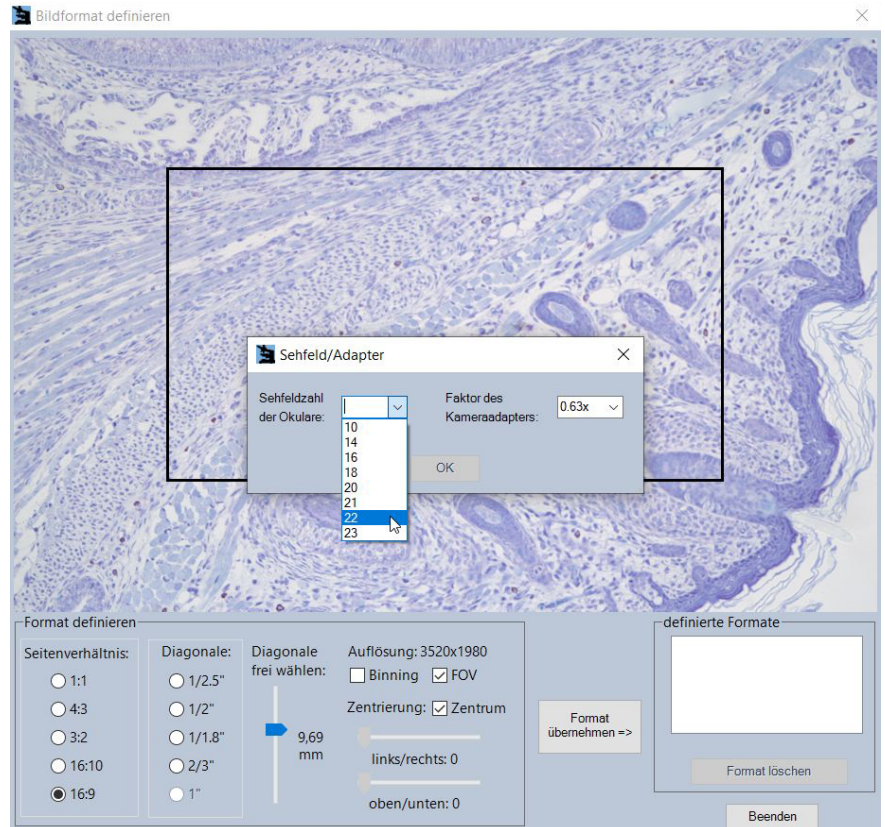 Bildformat definieren
Sehfeld/Adapter
Sehfeldzahl
der Okulare:
Faktor des
Kameraadapters:
0.63x
10
14
16
18
20
21
22
23
OK
Format definieren
Seitenverhältnis:
1:1
4:3
3:2
16:10
16:9
Diagonale:
1/2.5"
1/2"
1/1.8"
2/3"
1"
Diagonale
frei wählen:
9,69
mm
Auflösung: 3520x1980
Binning
FOV
Zentrierung:
Zentrum
links/rechts: 0
oben/unten: 0
Format
übernehmen =>
definierte Formate
Format löschen
Beenden